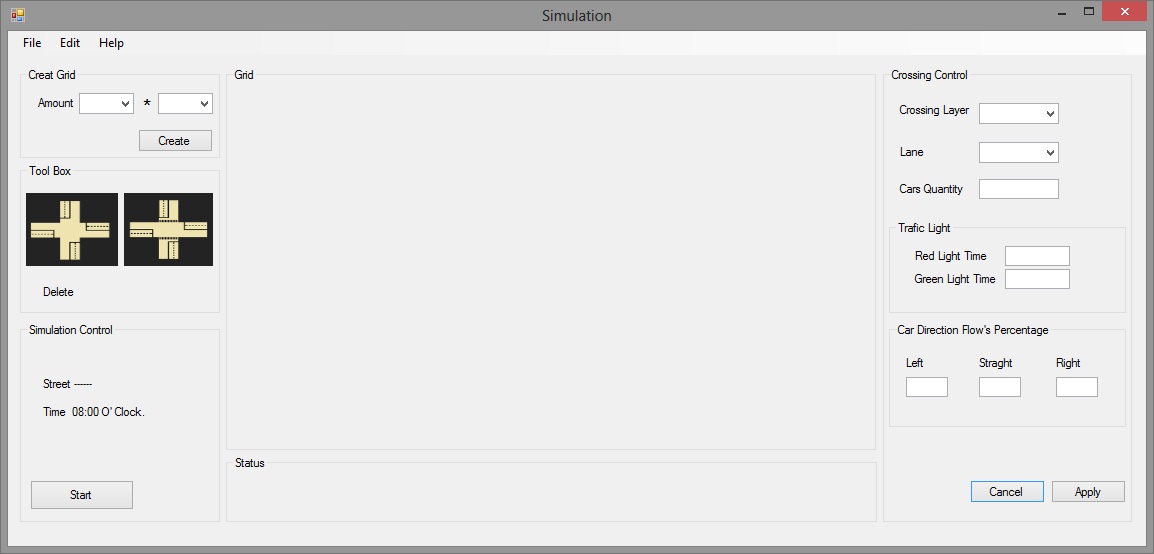 Simulation
File Edit Help
Creat Grid
Amount * 
Create
Tool Box
Delete
Simulation Control
Street ------
Time 08:00 O' Clock.
Start
Grid
Status
Crossing Control
Crossing Layer
Lane
Cars Quantity
Trafic Light
Red Light Time
Green Light Time
Car Direction Flow's Percentage
Left Straght Right
Cancel Apply